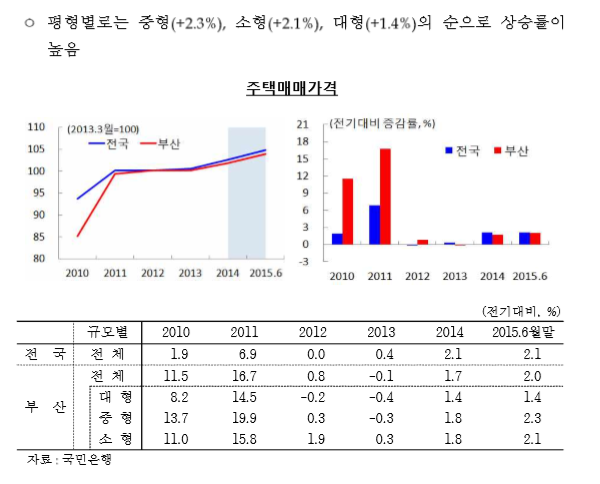 ○ 평형별로는 중형(+2.3%), 소형(+2.1%), 대형(+1.4%)의 순으로 상승률이
높음
주택매매가격
(2013.3월=100)
전국 부산
110
105
100
95
90
85
80
2010 2011 2012 2013 2014 2015.6
(전기대비 증감률,%)
전국 부산
21
18
15
12
9
6
3
0
-3
2010 2011 2012 2013 2014 2015.6
(전기대비, %)
규모별 2010 2011 2012 2013 2014 2015.6월말
전 국 전 체 1.9 6.9 0.0 0.4 2.1 2.1
부 산 전 체 11.5 16.7 0.8 -0.1 1.7 2.0
대 형 8.2 14.5 -0.2 -0.4 1.4 1.4
중 형 13.7 19.9 0.3 -0.3 1.8 2.3
소 형 11.0 15.8 1.9 0.3 1.8 2.1
자료 : 국민은행